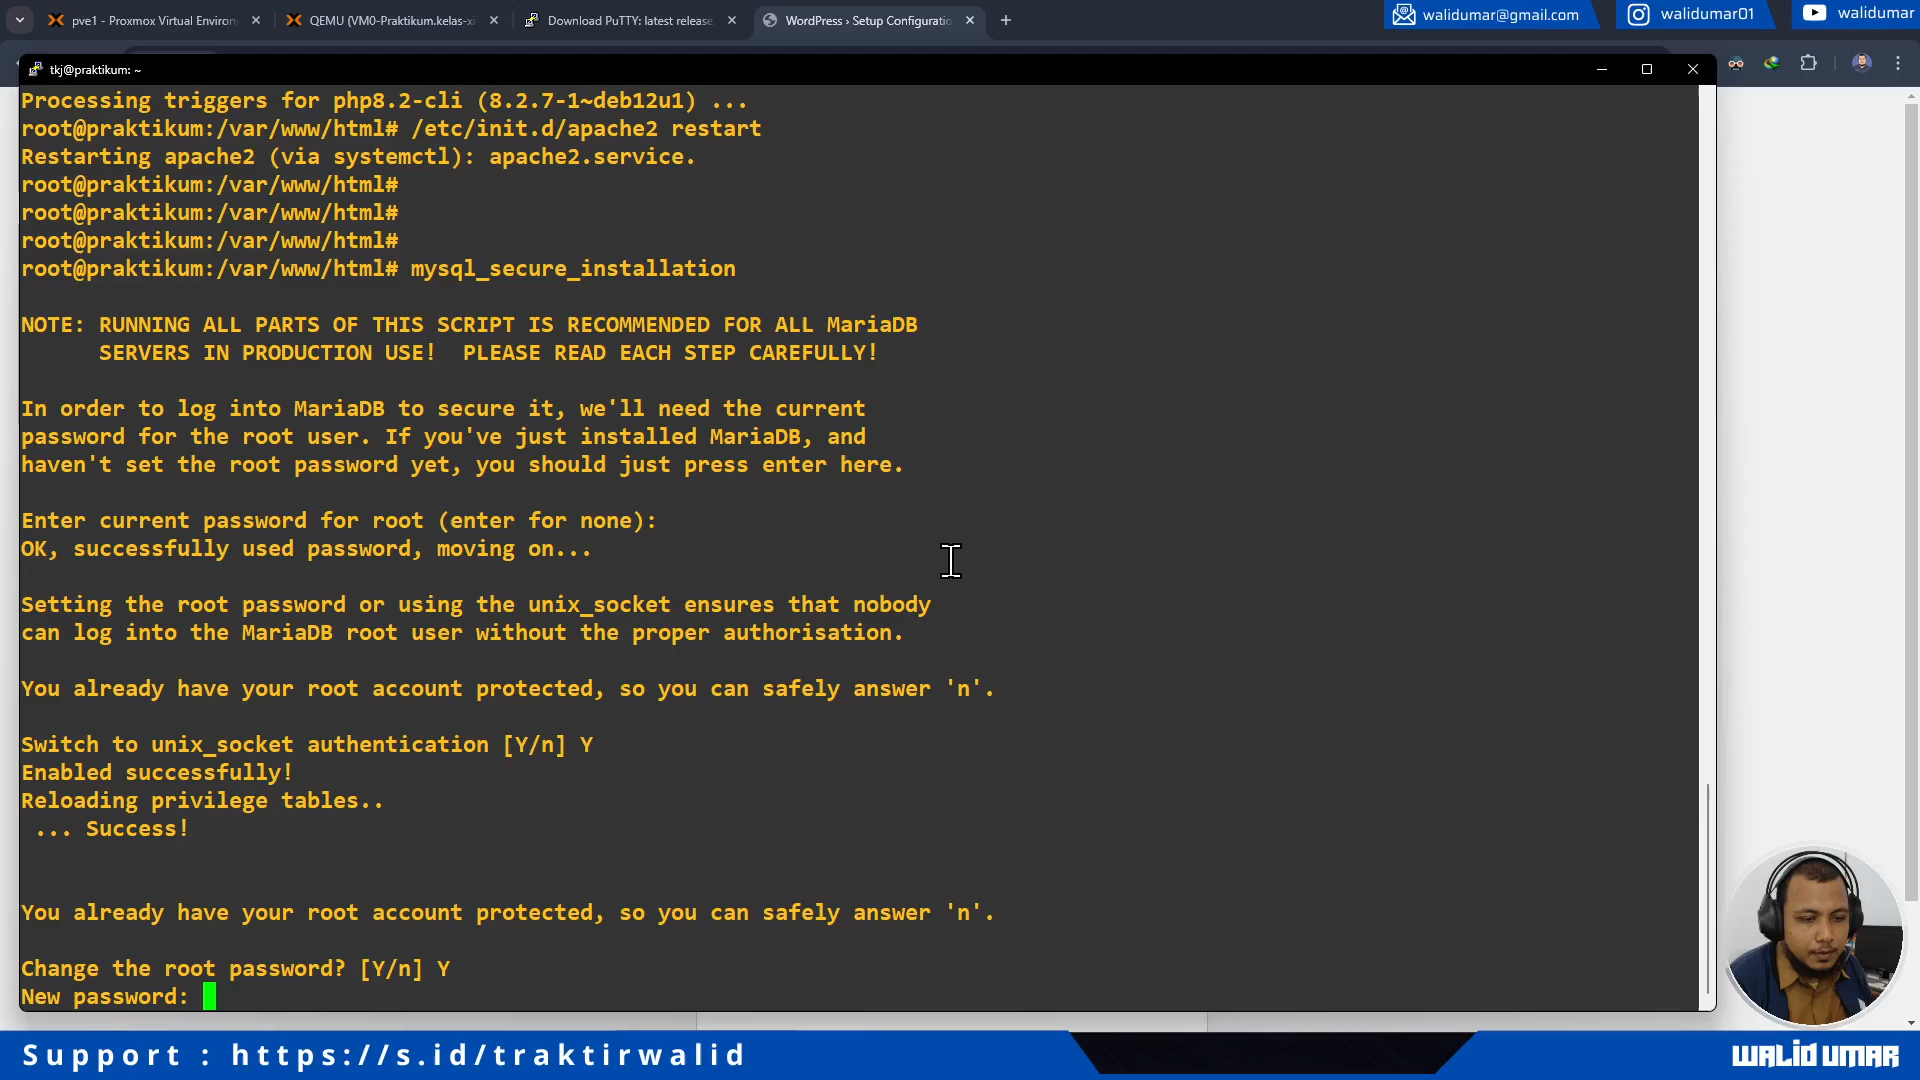 pve1 - Proxmox Virtual Environ
QEMU (VM0-Praktikum.kelas-xi
Download PuTTY: latest release
WordPress › Setup Configuratio
walidumar@gmail.com
walidumar01
walidumar
tkj@praktikum: ~
Processing triggers for php8.2-cli (8.2.7-1~deb12u1) ...
root@praktikum:/var/www/html# /etc/init.d/apache2 restart
Restarting apache2 (via systemctl): apache2.service.
root@praktikum:/var/www/html#
root@praktikum:/var/www/html#
root@praktikum:/var/www/html#
root@praktikum:/var/www/html# mysql_secure_installation
NOTE: RUNNING ALL PARTS OF THIS SCRIPT IS RECOMMENDED FOR ALL MariaDB
SERVERS IN PRODUCTION USE!  PLEASE READ EACH STEP CAREFULLY!
In order to log into MariaDB to secure it, we'll need the current
password for the root user. If you've just installed MariaDB, and
haven't set the root password yet, you should just press enter here.
Enter current password for root (enter for none):
OK, successfully used password, moving on...
Setting the root password or using the unix_socket ensures that nobody
can log into the MariaDB root user without the proper authorisation.
You already have your root account protected, so you can safely answer 'n'.
Switch to unix_socket authentication [Y/n] Y
Enabled successfully!
Reloading privilege tables..
... Success!
You already have your root account protected, so you can safely answer 'n'.
Change the root password? [Y/n] Y
New password:
Support : https://s.id/traktirwalid
WALID UMAR